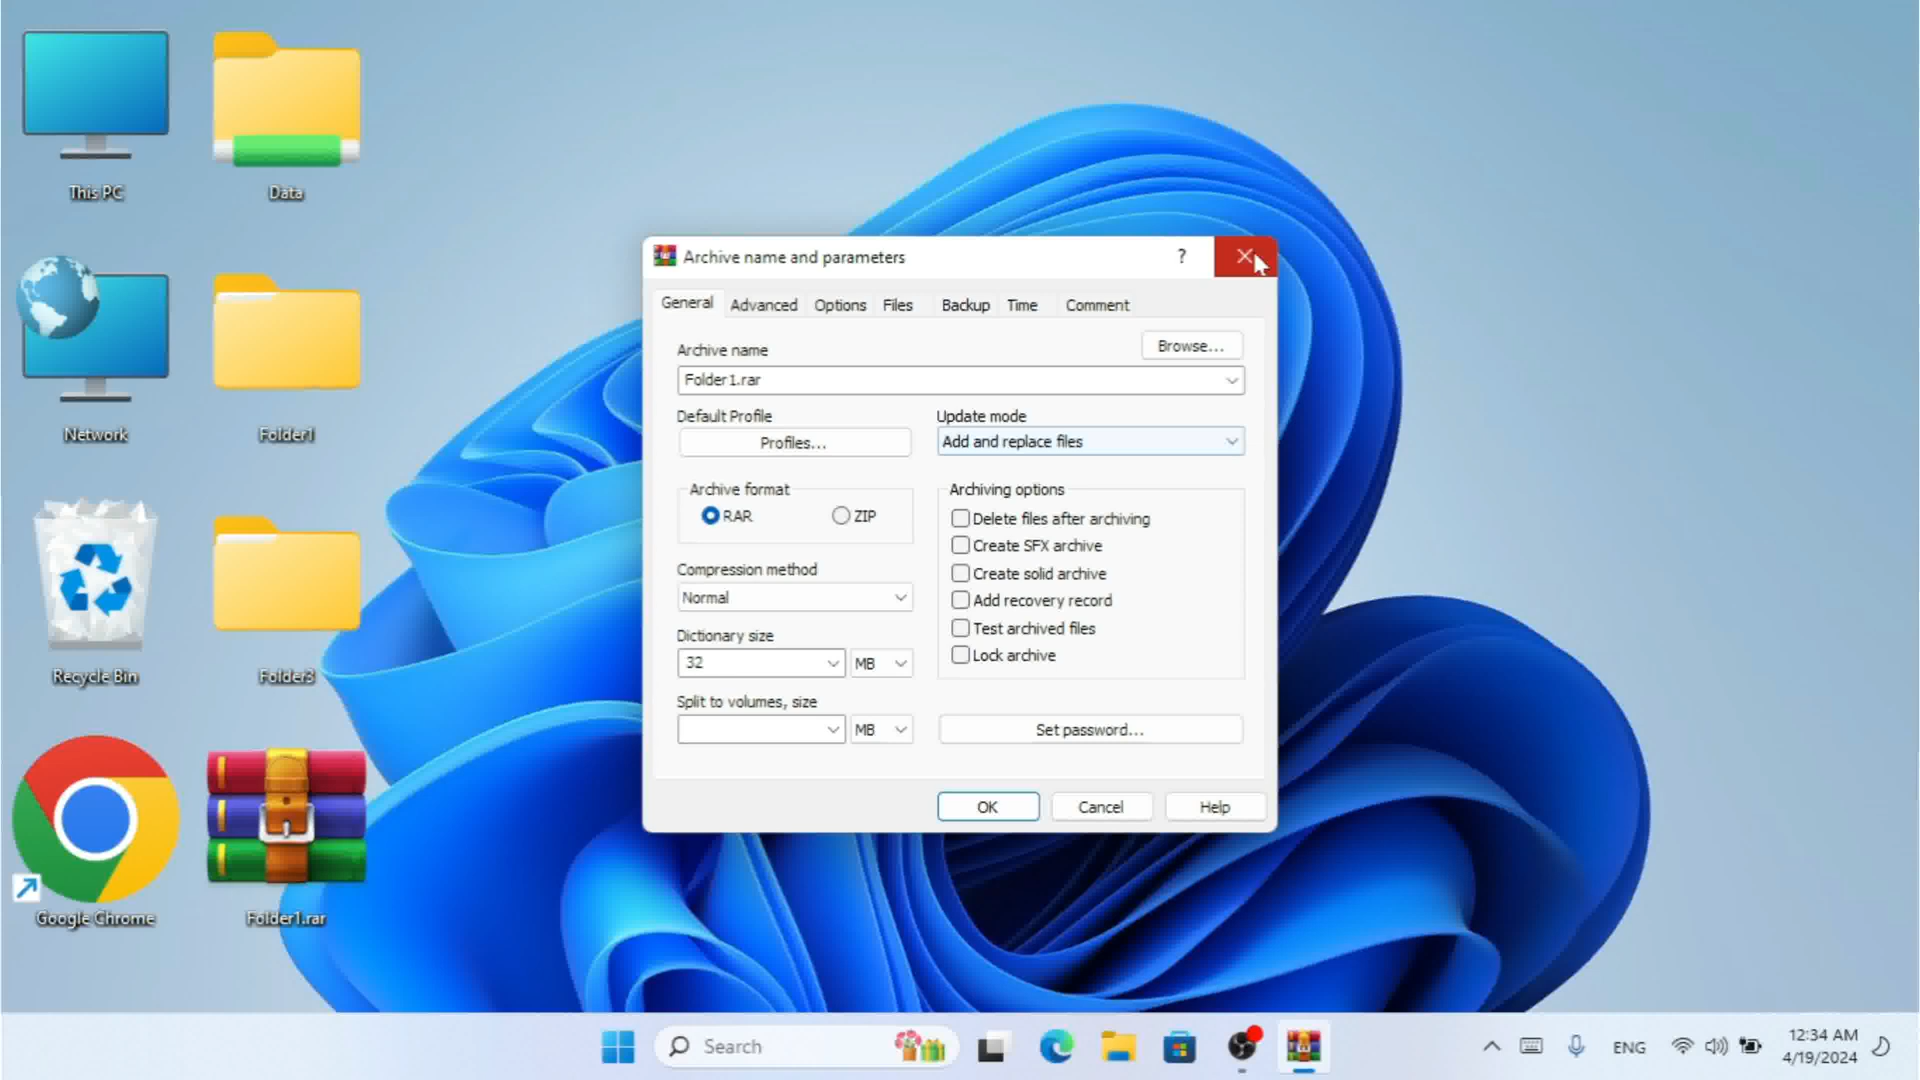 This PC
Data
Network
Folder1
Recycle Bin
Folder3
Google Chrome
Folder1.rar
Archive name and parameters
?
General Advanced Options Files Backup Time Comment
Archive name
Browse...
Folder1.rar
Default Profile
Profiles...
Update mode
Add and replace files
Archive format
RAR ZIP
Compression method
Normal
Dictionary size
32 MB
Split to volumes, size
MB
Archiving options
Delete files after archiving
Create SFX archive
Create solid archive
Add recovery record
Test archived files
Lock archive
Set password...
OK Cancel Help
Search
ENG
12:34 AM
4/19/2024